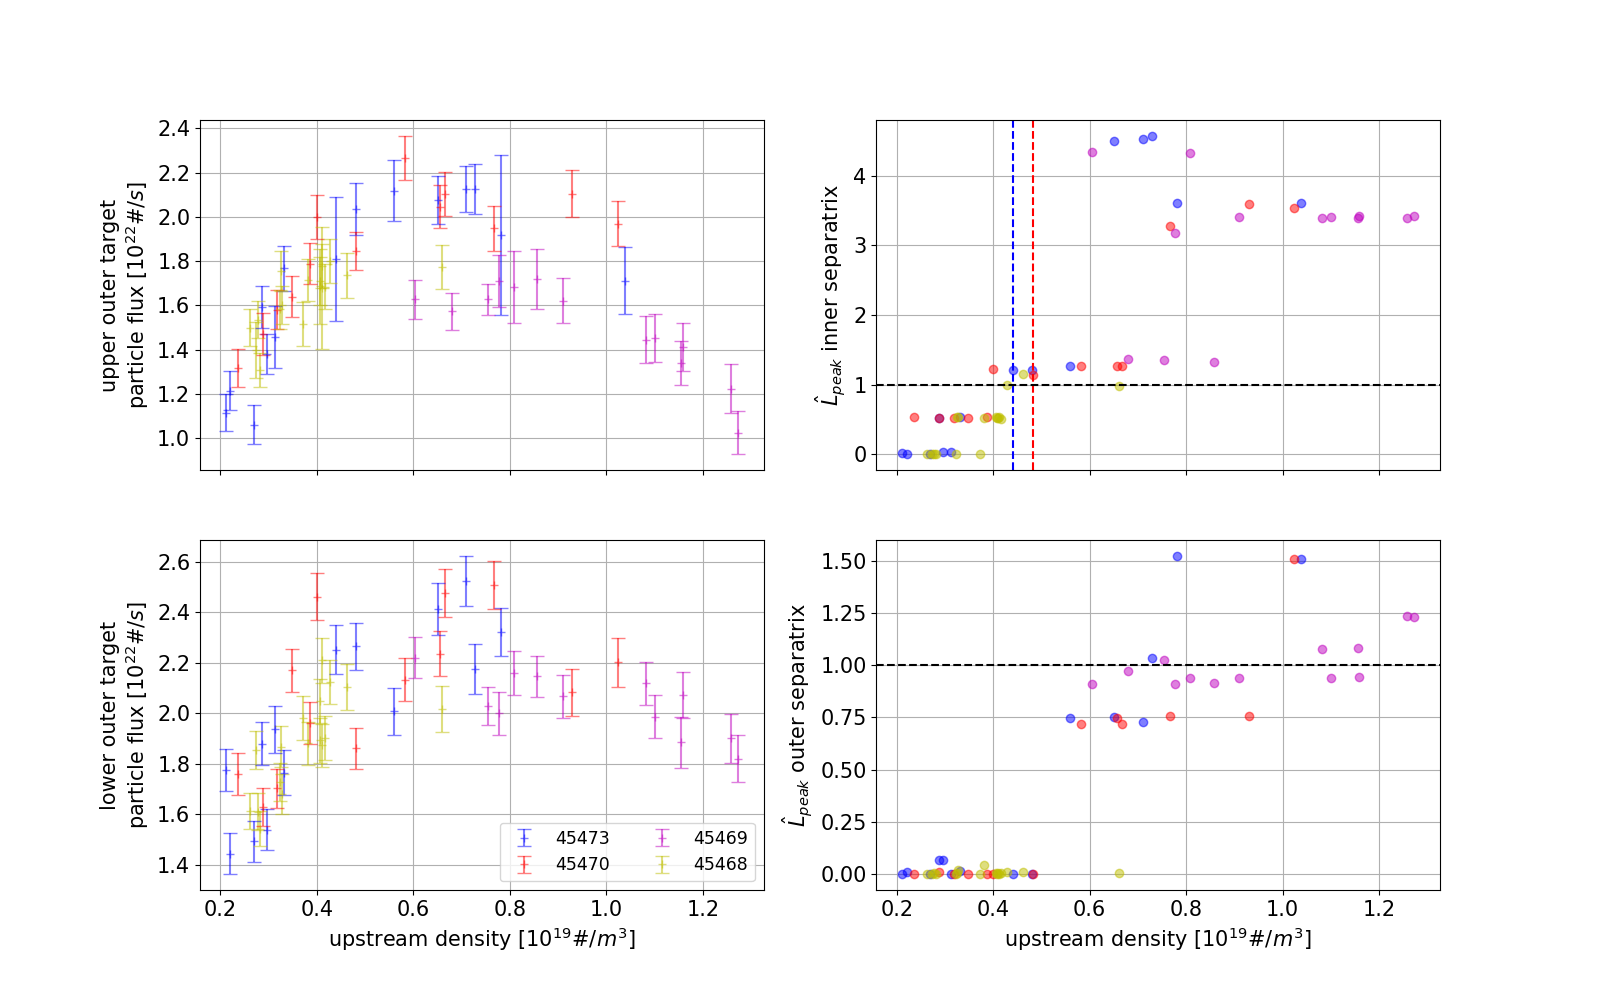 upper outer target
particle flux [10²²#/s]
2.4
2.2
2.0
1.8
1.6
1.4
1.2
1.0
L̂peak inner separatrix
4
3
2
1
0
lower outer target
particle flux [10²²#/s]
2.6
2.4
2.2
2.0
1.8
1.6
1.4
45473 45469
45470 45468
0.2 0.4 0.6 0.8 1.0 1.2
upstream density [10¹⁹#/m³]
L̂peak outer separatrix
1.50
1.25
1.00
0.75
0.50
0.25
0.00
0.2 0.4 0.6 0.8 1.0 1.2
upstream density [10¹⁹#/m³]